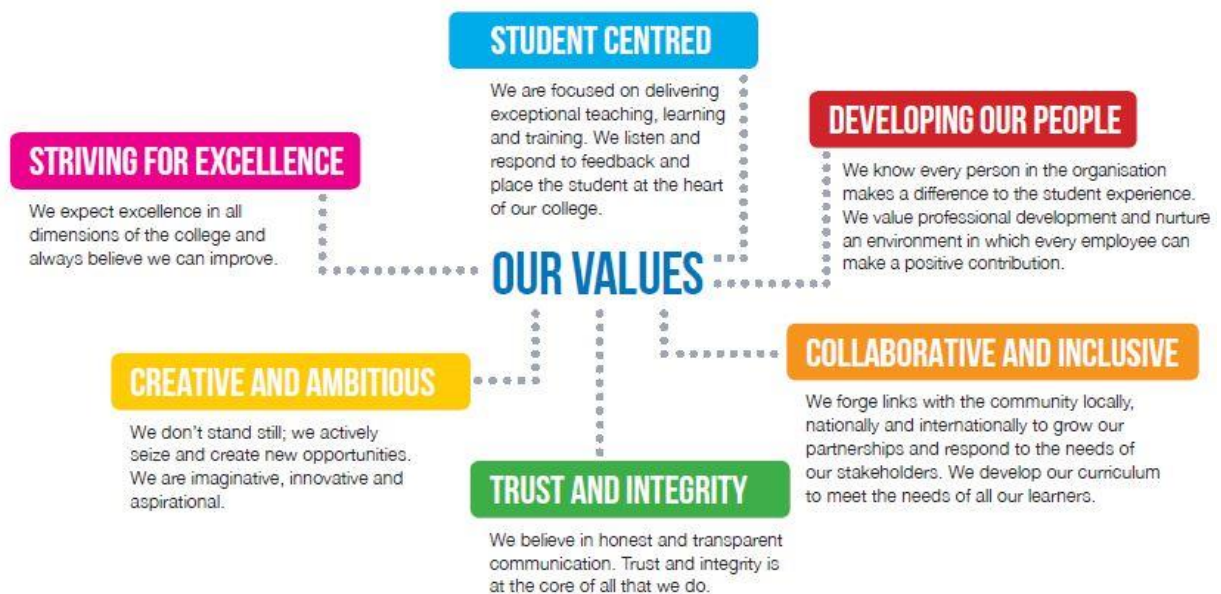 STUDENT CENTRED
We are focused on delivering
exceptional teaching, learning
and training. We listen and
respond to feedback and
place the student at the heart
of our college.
DEVELOPING OUR PEOPLE
We know every person in the organisation
makes a difference to the student experience.
We value professional development and nurture
an environment in which every employee can
make a positive contribution.
STRIVING FOR EXCELLENCE
We expect excellence in all
dimensions of the college and
always believe we can improve.
OUR VALUES
CREATIVE AND AMBITIOUS
We don't stand still; we actively
seize and create new opportunities.
We are imaginative, innovative and
aspirational.
COLLABORATIVE AND INCLUSIVE
We forge links with the community locally,
nationally and internationally to grow our
partnerships and respond to the needs of
our stakeholders. We develop our curriculum
to meet the needs of all our learners.
TRUST AND INTEGRITY
We believe in honest and transparent
communication. Trust and integrity is
at the core of all that we do.